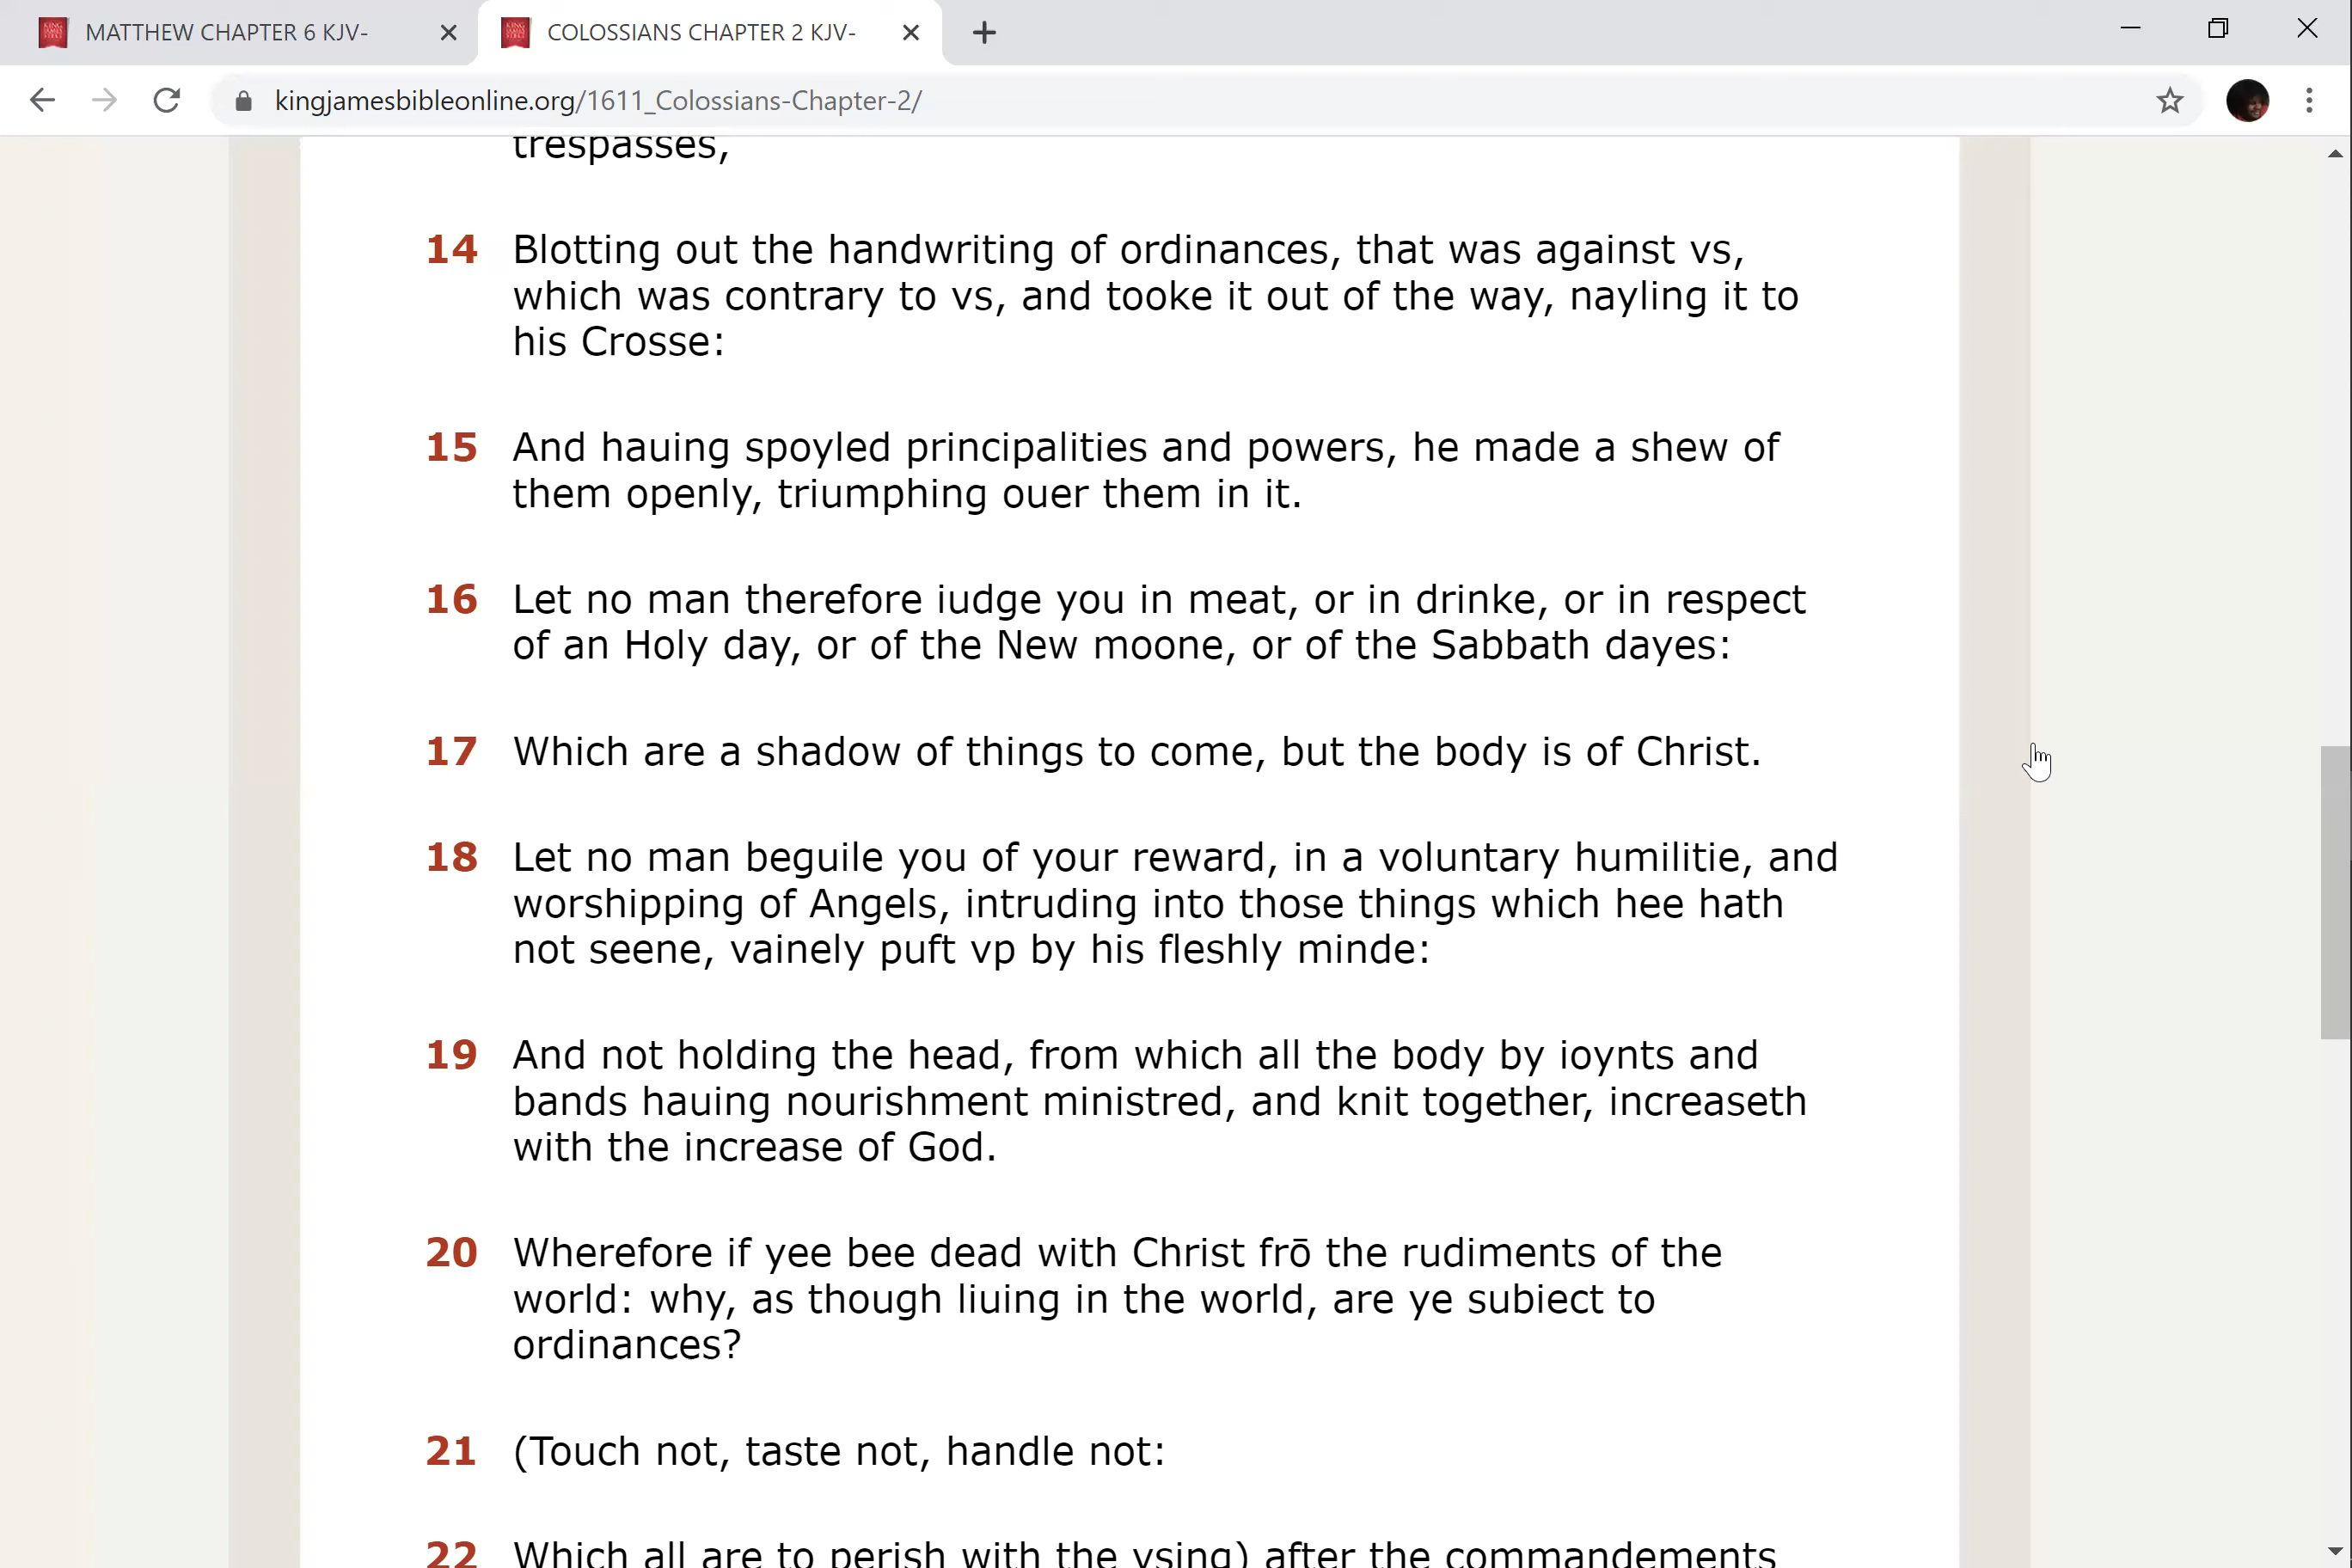 MATTHEW CHAPTER 6 KJV-
COLOSSIANS CHAPTER 2 KJV-
kingjamesbibleonline.org/1611_Colossians-Chapter-2/
trespasses,
14 Blotting out the handwriting of ordinances, that was against vs,
which was contrary to vs, and tooke it out of the way, nayling it to
his Crosse:
15 And hauing spoyled principalities and powers, he made a shew of
them openly, triumphing ouer them in it.
16 Let no man therefore iudge you in meat, or in drinke, or in respect
of an Holy day, or of the New moone, or of the Sabbath dayes:
17 Which are a shadow of things to come, but the body is of Christ.
18 Let no man beguile you of your reward, in a voluntary humilitie, and
worshipping of Angels, intruding into those things which hee hath
not seene, vainely puft vp by his fleshly minde:
19 And not holding the head, from which all the body by ioynts and
bands hauing nourishment ministred, and knit together, increaseth
with the increase of God.
20 Wherefore if yee bee dead with Christ frō the rudiments of the
world: why, as though liuing in the world, are ye subiect to
ordinances?
21 (Touch not, taste not, handle not:
22 Which all are to perish with the vsing) after the commandements